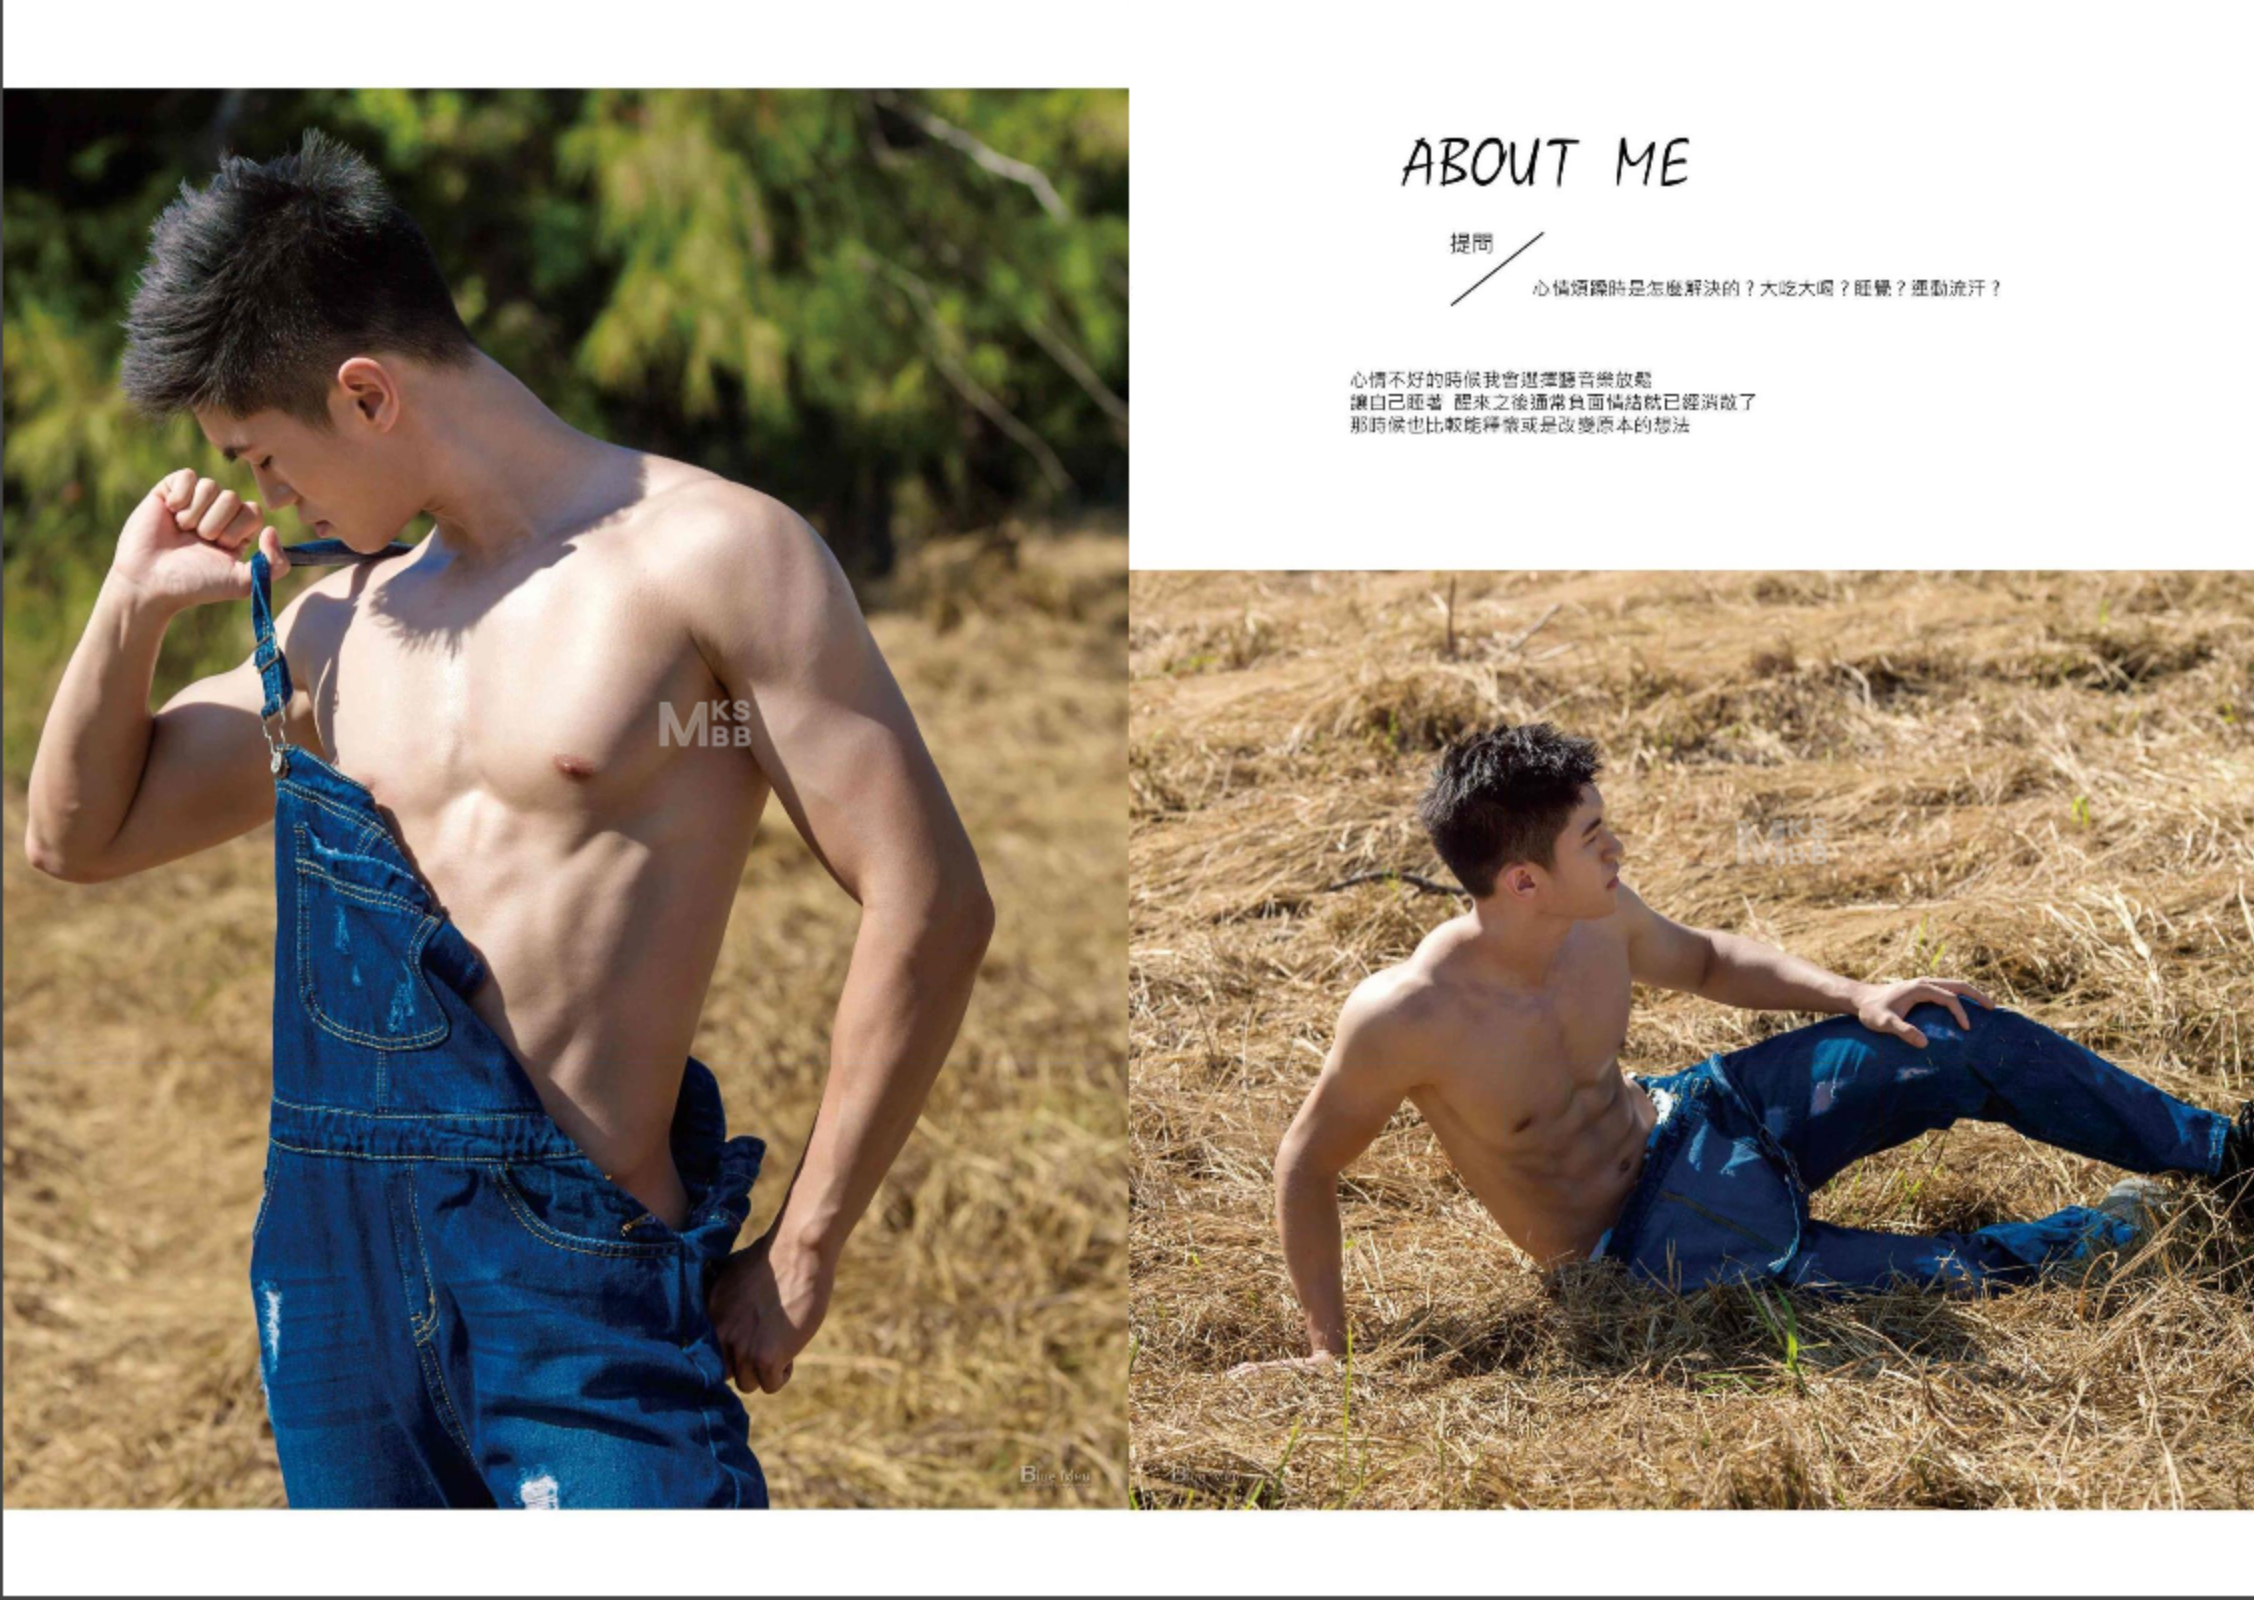 ABOUT ME
提問
心情煩躁時是怎麼解決的？大吃大喝？睡覺？運動流汗？
心情不好的時候我會選擇聽音樂放鬆
讓自己睡著 醒來之後通常負面情緒就已經消散了
那時候也比較能釋懷或是改變原本的想法
MKSBB
MKSBB
Blue Men
Blue Men